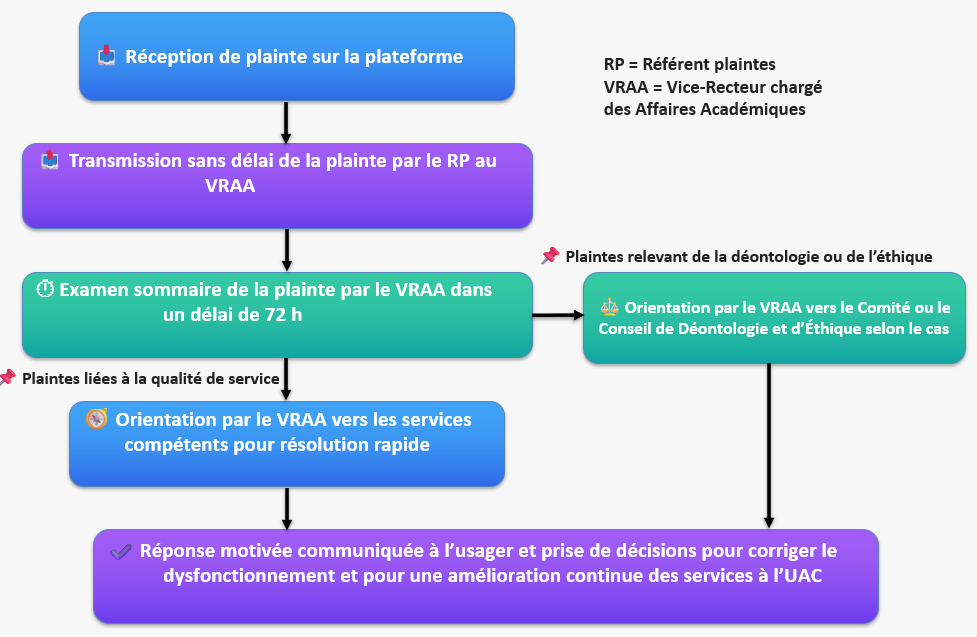 Réception de plainte sur la plateforme
RP = Référent plaintes
VRAA = Vice-Recteur chargé
des Affaires Académiques
Transmission sans délai de la plainte par le RP au
VRAA
Plaintes relevant de la déontologie ou de l’éthique
Examen sommaire de la plainte par le VRAA dans
un délai de 72 h
Orientation par le VRAA vers le Comité ou le
Conseil de Déontologie et d’Éthique selon le cas
Plaintes liées à la qualité de service
Orientation par le VRAA vers les services
compétents pour résolution rapide
Réponse motivée communiquée à l’usager et prise de décisions pour corriger le
dysfonctionnement et pour une amélioration continue des services à l’UAC